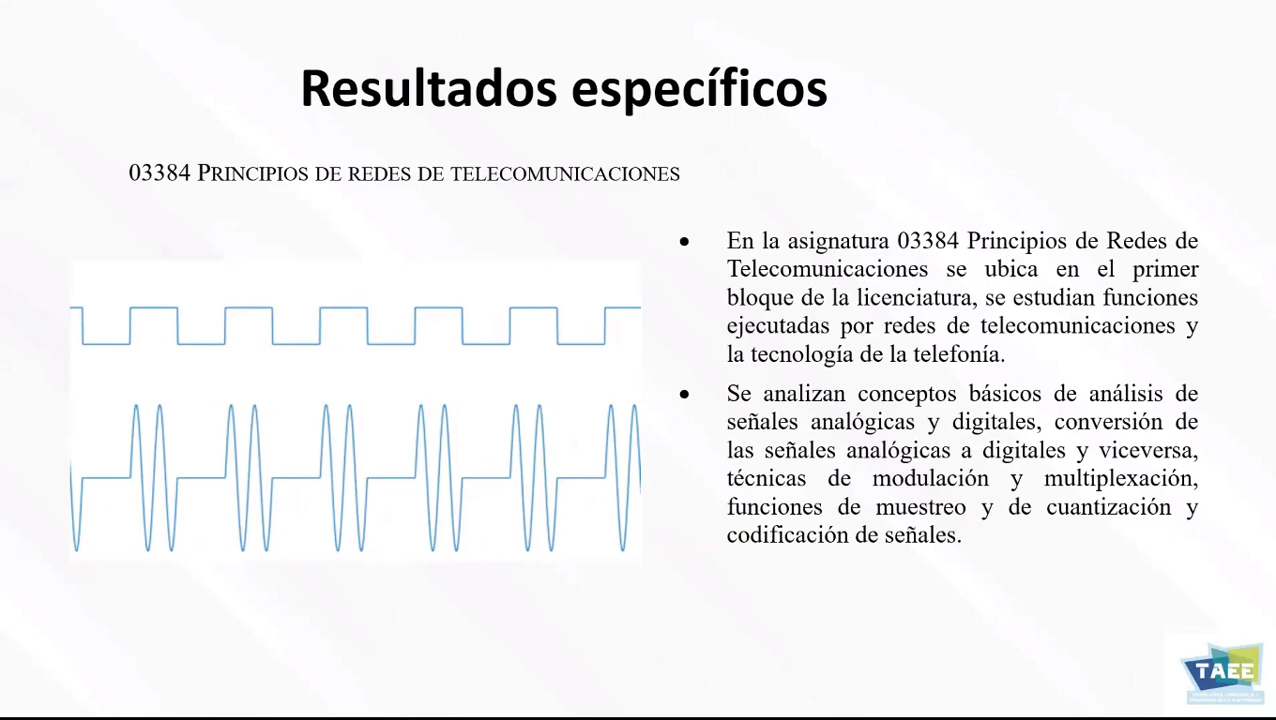 Resultados específicos
03384 PRINCIPIOS DE REDES DE TELECOMUNICACIONES
• En la asignatura 03384 Principios de Redes de
Telecomunicaciones se ubica en el primer
bloque de la licenciatura, se estudian funciones
ejecutadas por redes de telecomunicaciones y
la tecnología de la telefonía.
• Se analizan conceptos básicos de análisis de
señales analógicas y digitales, conversión de
las señales analógicas a digitales y viceversa,
técnicas de modulación y multiplexación,
funciones de muestreo y de cuantización y
codificación de señales.
TAEE